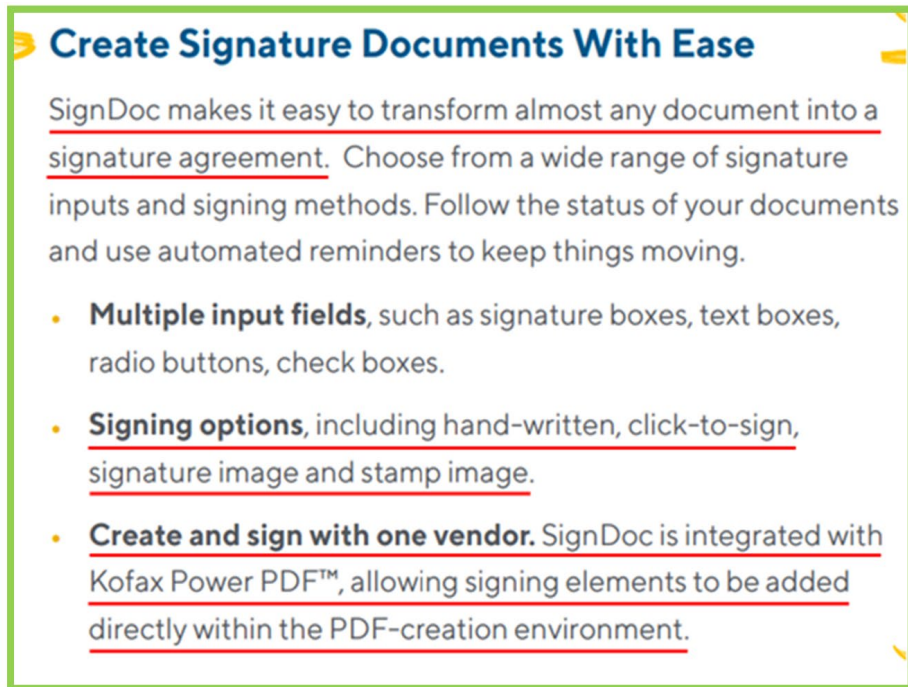 Create Signature Documents With Ease
SignDoc makes it easy to transform almost any document into a
signature agreement. Choose from a wide range of signature
inputs and signing methods. Follow the status of your documents
and use automated reminders to keep things moving.
• Multiple input fields, such as signature boxes, text boxes,
radio buttons, check boxes.
• Signing options, including hand-written, click-to-sign,
signature image and stamp image.
• Create and sign with one vendor. SignDoc is integrated with
Kofax Power PDF™, allowing signing elements to be added
directly within the PDF-creation environment.